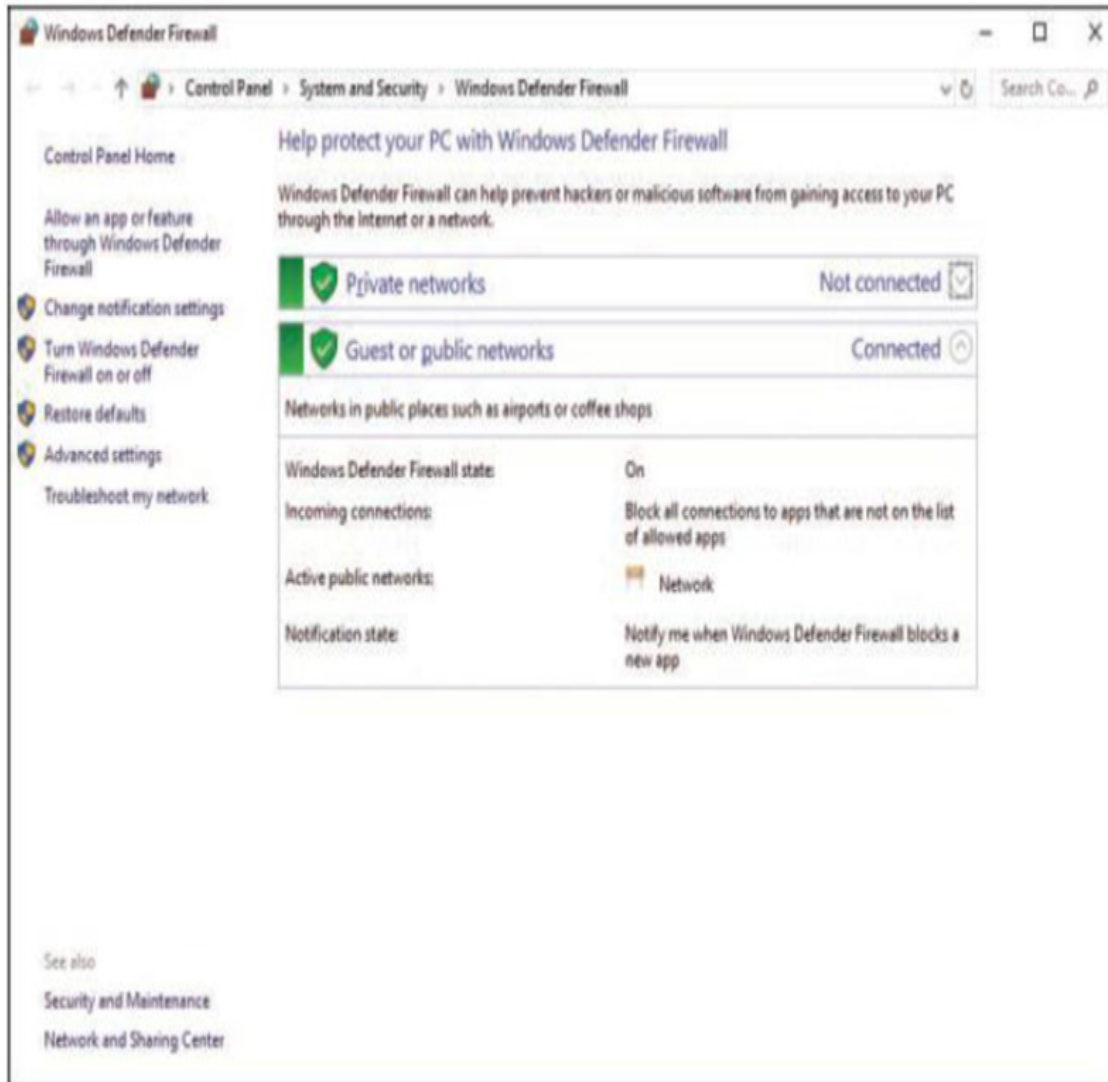 Windows Defender Firewall
Control Panel › System and Security › Windows Defender Firewall
Search Co...
Control Panel Home
Allow an app or feature
through Windows Defender
Firewall
Change notification settings
Turn Windows Defender
Firewall on or off
Restore defaults
Advanced settings
Troubleshoot my network
Help protect your PC with Windows Defender Firewall
Windows Defender Firewall can help prevent hackers or malicious software from gaining access to your PC
through the Internet or a network.
Private networks Not connected
Guest or public networks Connected
Networks in public places such as airports or coffee shops
Windows Defender Firewall state: On
Incoming connections: Block all connections to apps that are not on the list
of allowed apps
Active public networks: Network
Notification state: Notify me when Windows Defender Firewall blocks a
new app
See also
Security and Maintenance
Network and Sharing Center